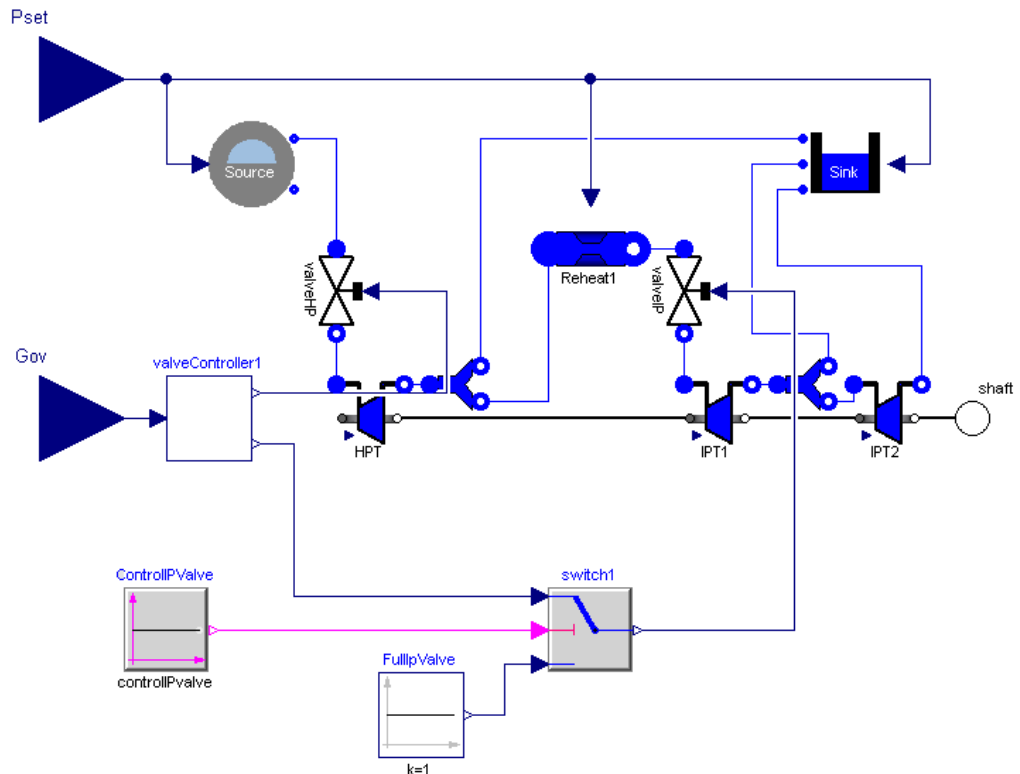 Pset
Source
Sink
valveHP
Reheat1
valveIP
Gov
valveController1
shaft
HPT
IPT1
IPT2
ControlIPValve
switch1
controlIPvalve
FullIpValve
k=1